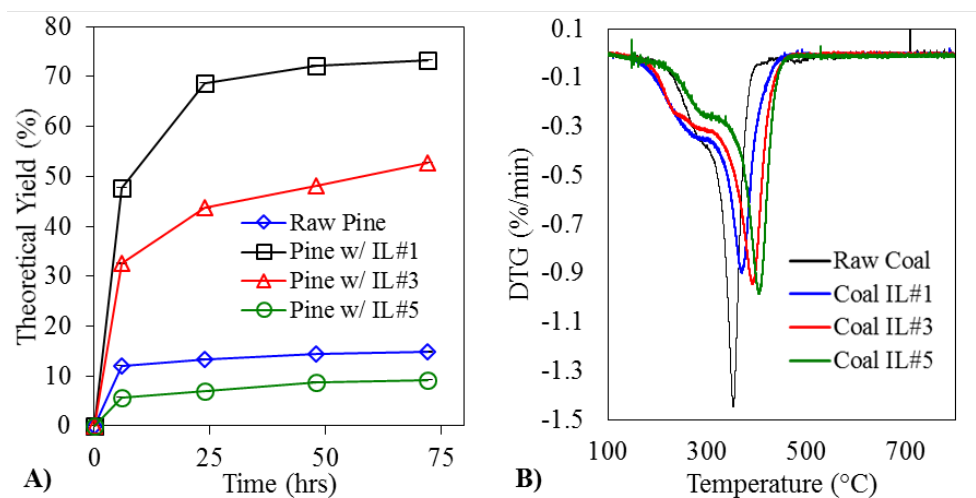 80
70
60
50
40
30
20
10
0
Theoretical Yield (%)
0 25 50 75
Time (hrs)
Raw Pine
Pine w/ IL#1
Pine w/ IL#3
Pine w/ IL#5
A)
0.1
-0.1
-0.3
-0.5
-0.7
-0.9
-1.1
-1.3
-1.5
DTG (%/min)
100 300 500 700
Temperature (°C)
Raw Coal
Coal IL#1
Coal IL#3
Coal IL#5
B)